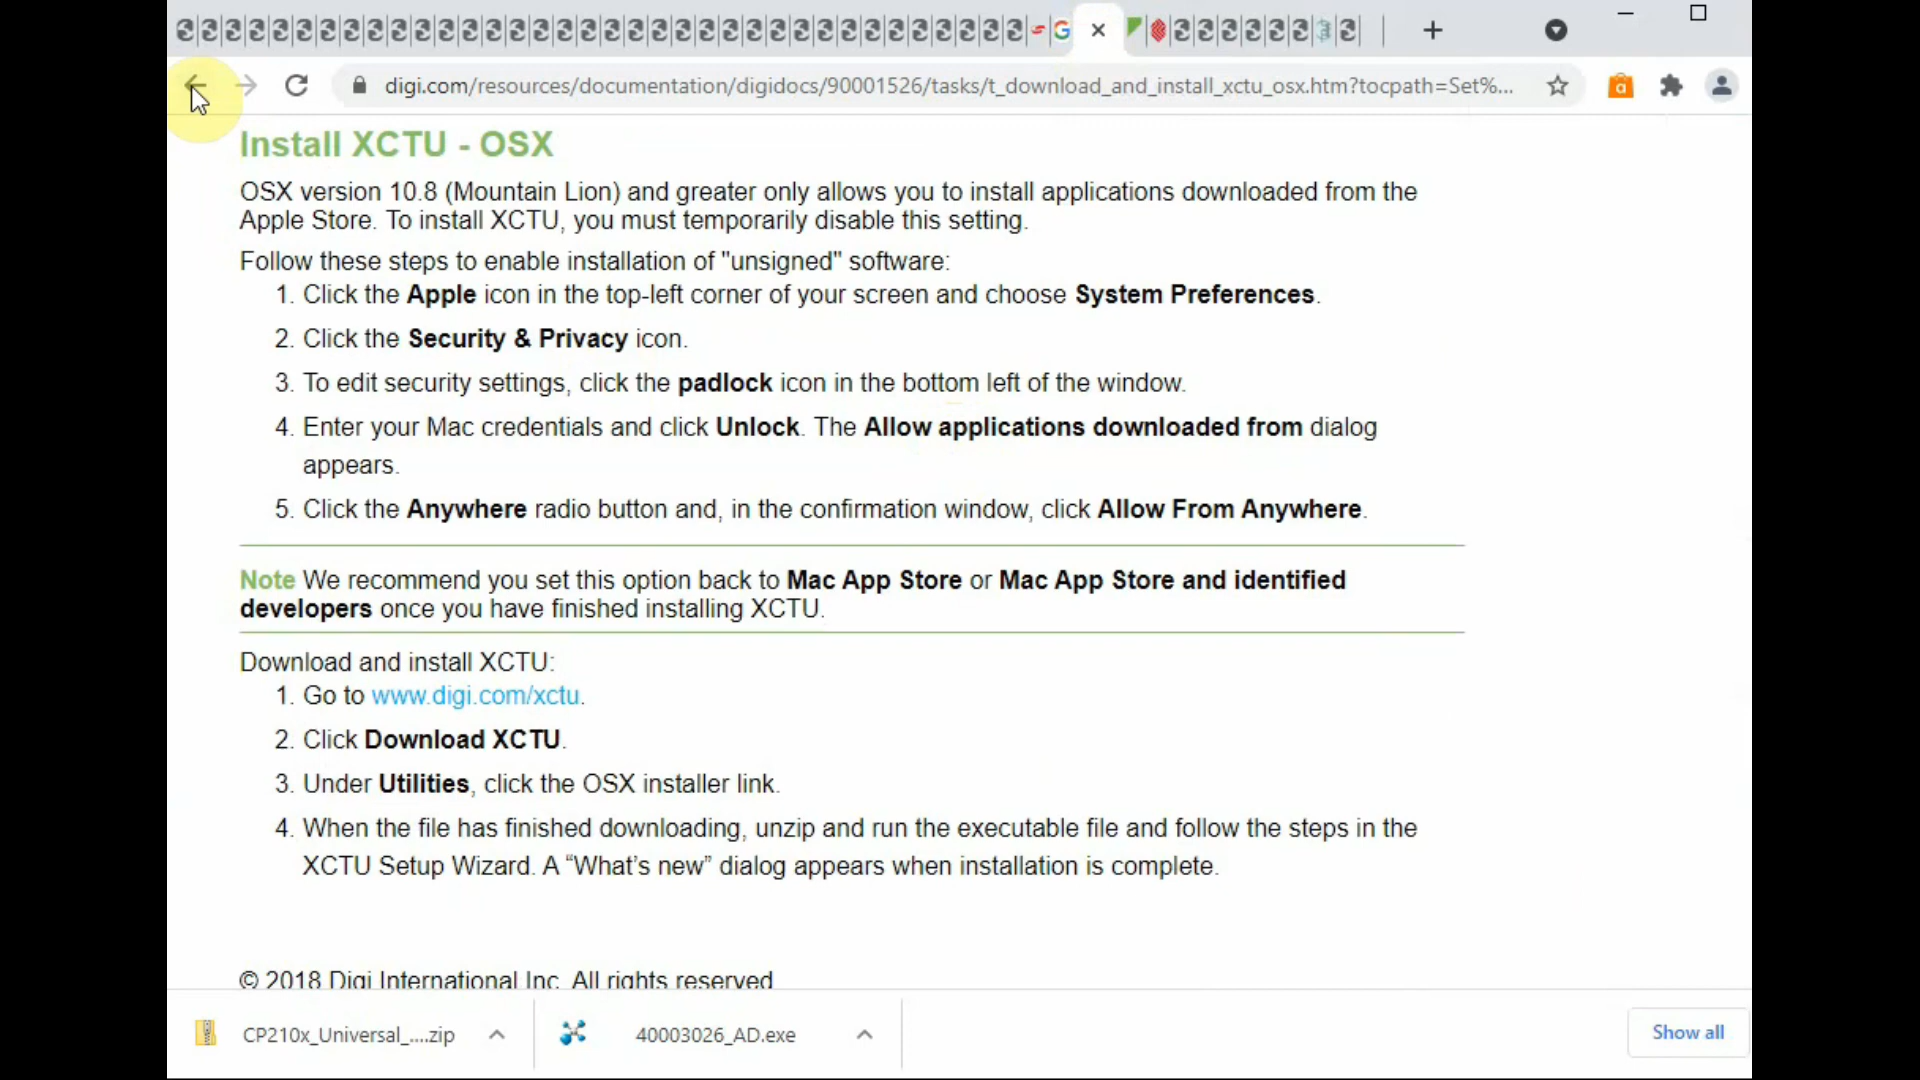 digi.com/resources/documentation/digidocs/90001526/tasks/t_download_and_install_xctu_osx.htm?tocpath=Set%...
Install XCTU - OSX
OSX version 10.8 (Mountain Lion) and greater only allows you to install applications downloaded from the
Apple Store. To install XCTU, you must temporarily disable this setting.
Follow these steps to enable installation of "unsigned" software:
1. Click the Apple icon in the top-left corner of your screen and choose System Preferences.
2. Click the Security & Privacy icon.
3. To edit security settings, click the padlock icon in the bottom left of the window.
4. Enter your Mac credentials and click Unlock. The Allow applications downloaded from dialog
appears.
5. Click the Anywhere radio button and, in the confirmation window, click Allow From Anywhere.
Note We recommend you set this option back to Mac App Store or Mac App Store and identified
developers once you have finished installing XCTU.
Download and install XCTU:
1. Go to www.digi.com/xctu.
2. Click Download XCTU.
3. Under Utilities, click the OSX installer link.
4. When the file has finished downloading, unzip and run the executable file and follow the steps in the
XCTU Setup Wizard. A “What’s new” dialog appears when installation is complete.
© 2018 Digi International Inc. All rights reserved
CP210x_Universal_....zip
40003026_AD.exe
Show all